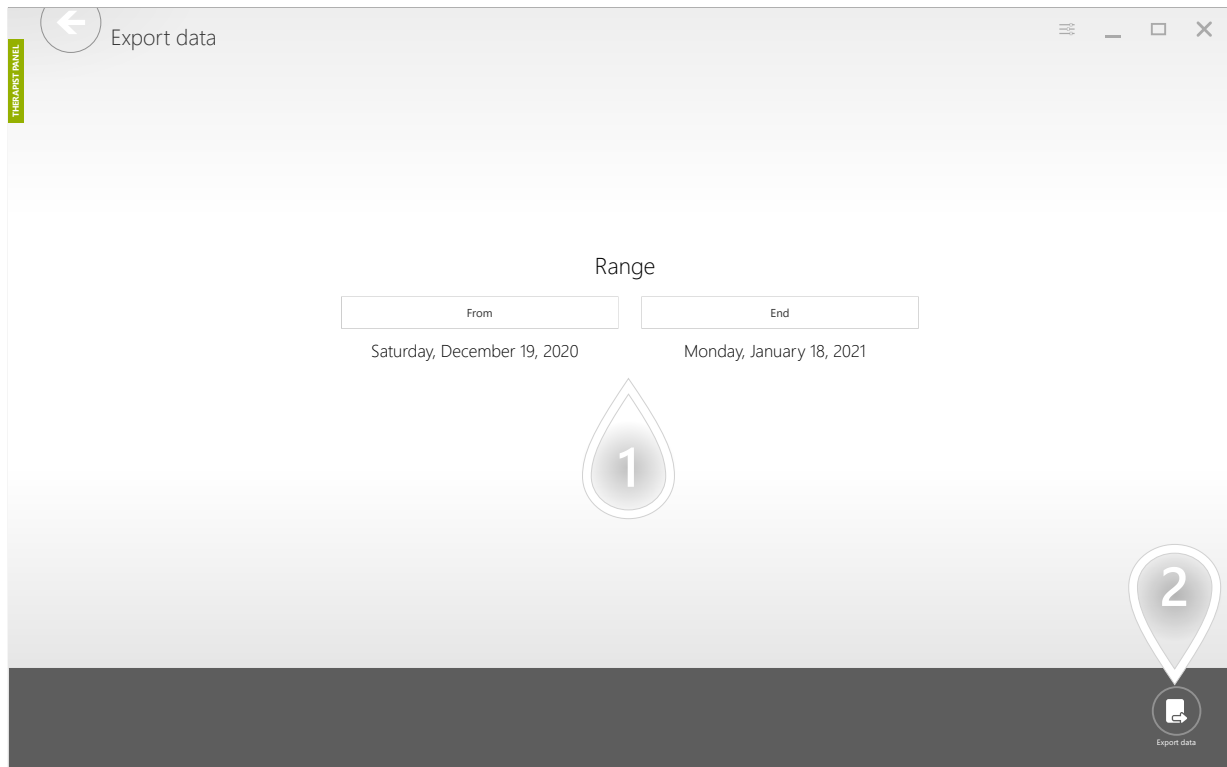 Export data
THERAPIST PANEL
Range
From
End
Saturday, December 19, 2020
Monday, January 18, 2021
1
2
Export data